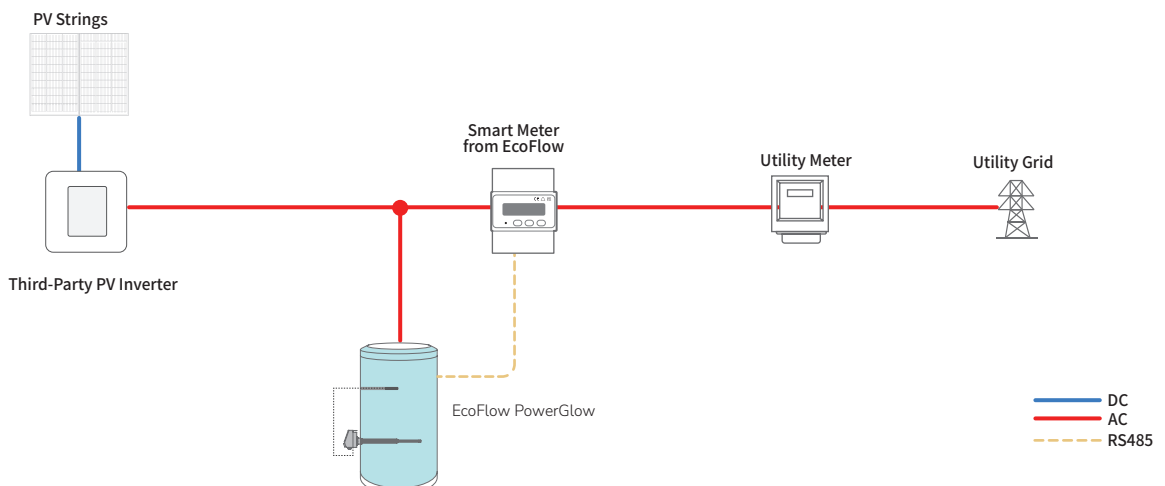 PV Strings
Smart Meter
from EcoFlow
Utility Meter
Utility Grid
Third-Party PV Inverter
EcoFlow PowerGlow
DC
AC
RS485